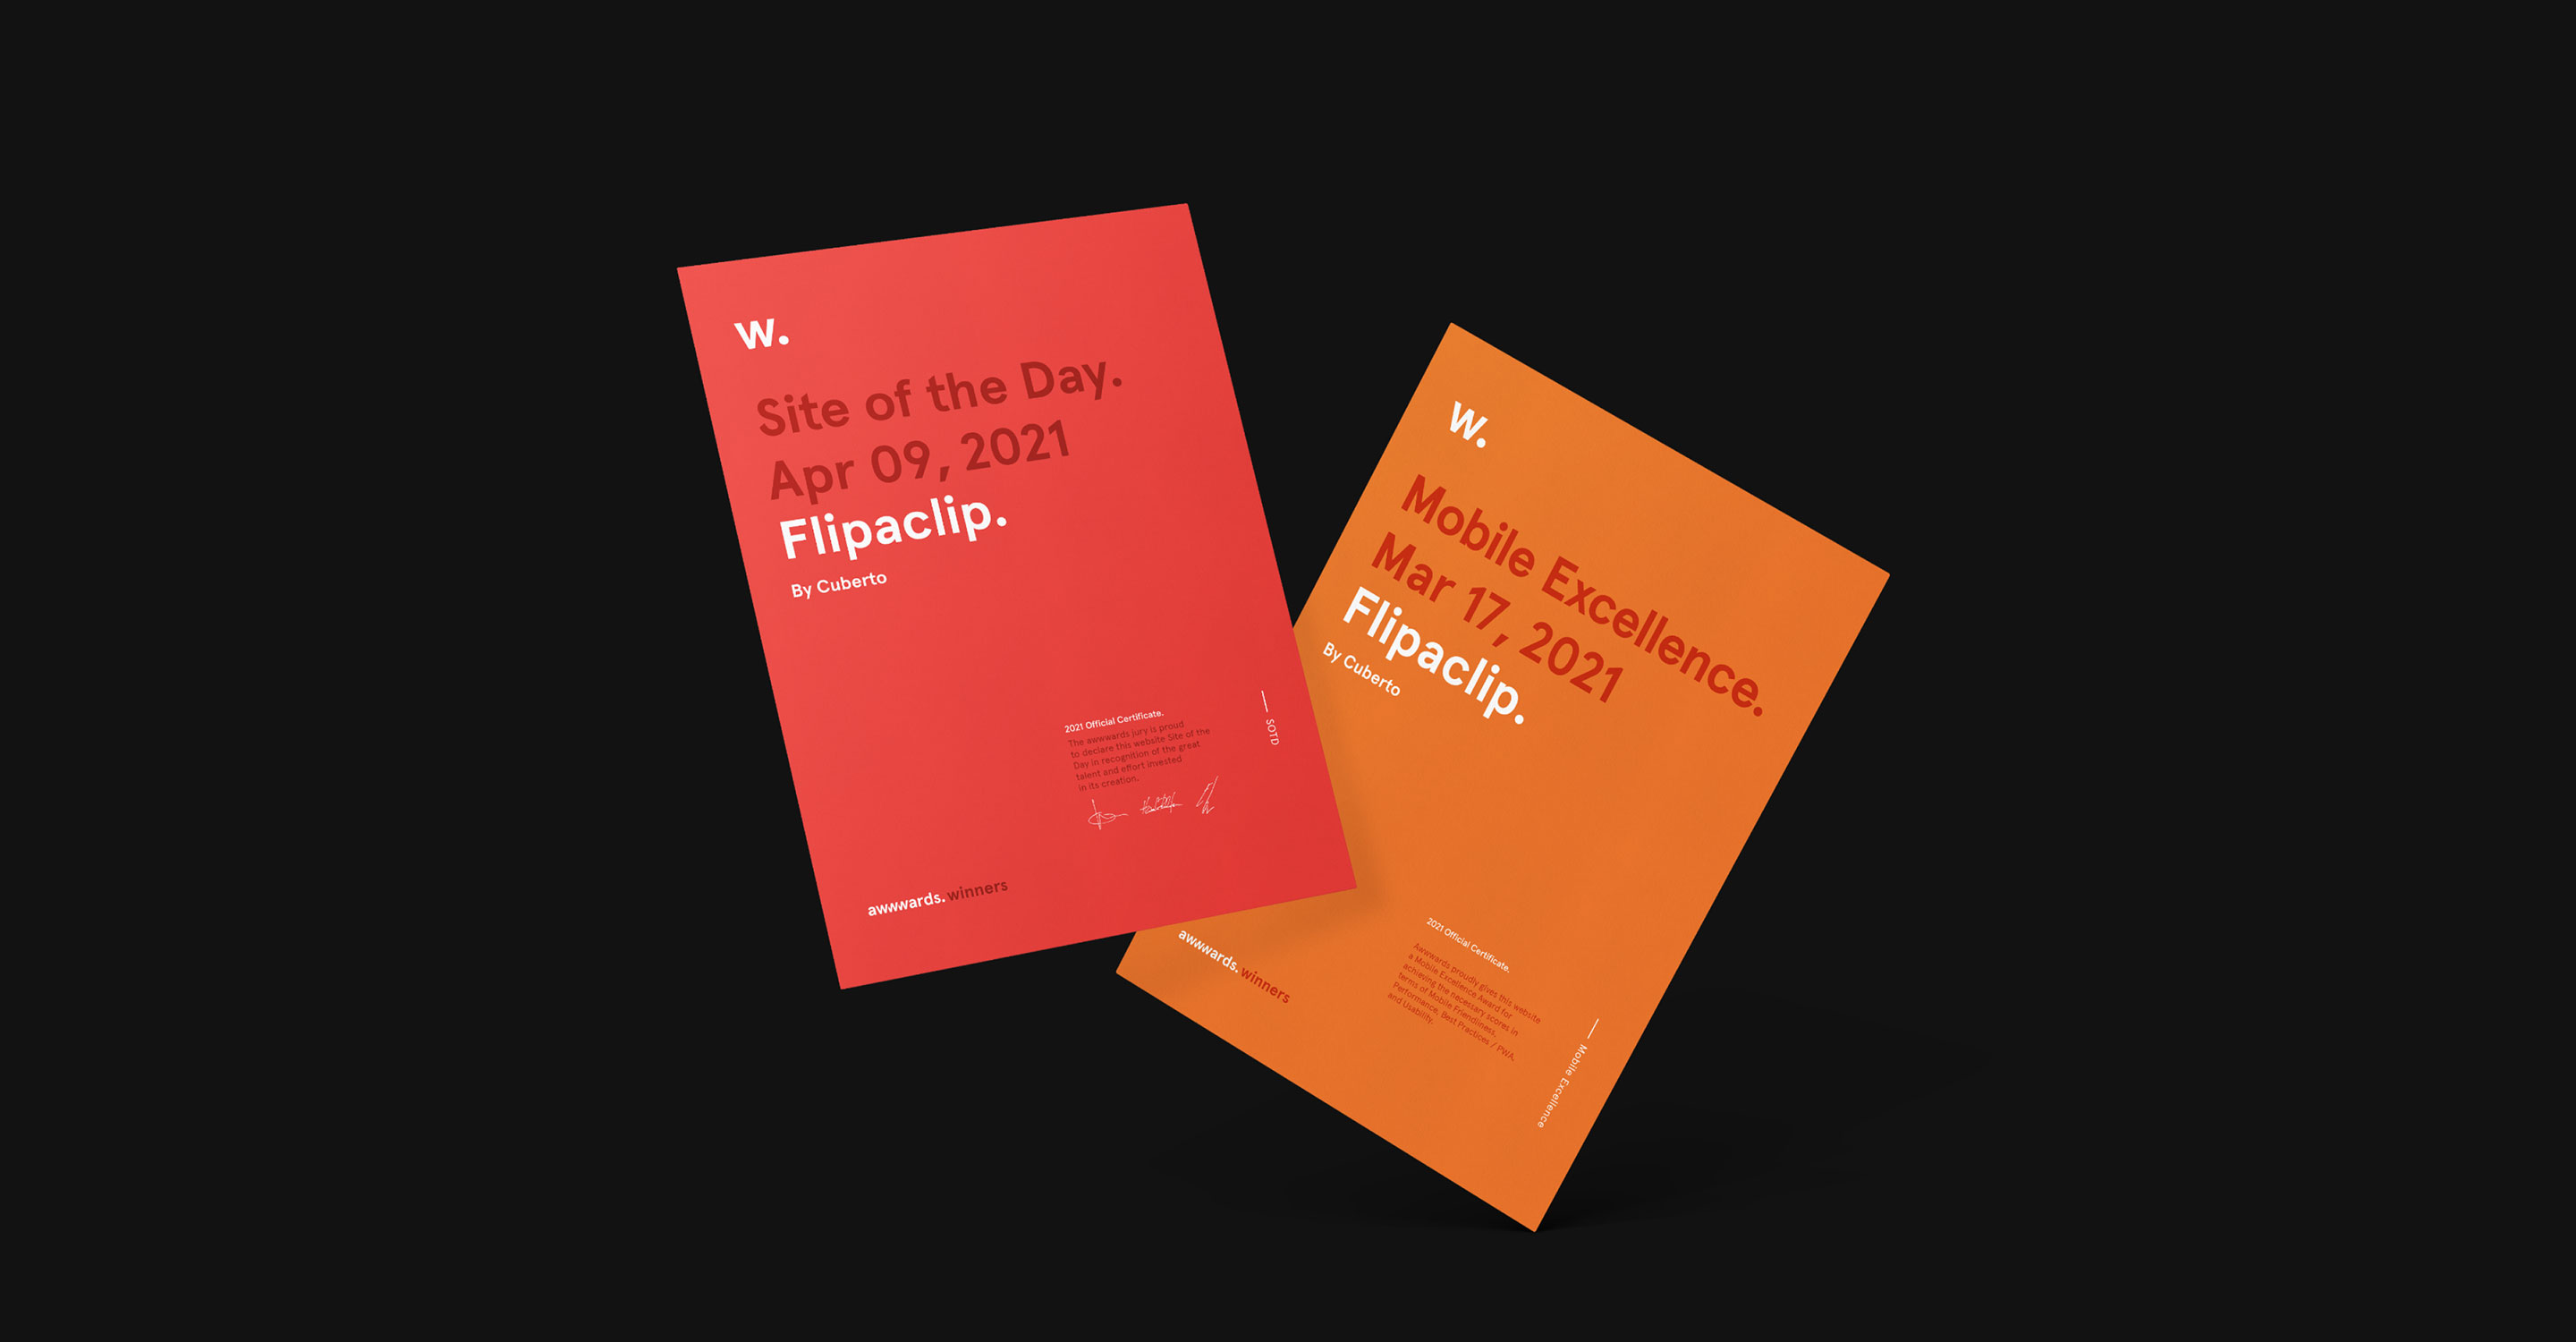 w.
Site of the Day.
Apr 09, 2021
Flipaclip.
By Cuberto
2021 Official Certificate.
The awwwards jury is proud
to declare this website Site of the
Day in recognition of the great
talent and effort invested
in its creation.
SOTD
awwwards. winners
w.
Mobile Excellence.
Mar 17, 2021
Flipaclip.
By Cuberto
2021 Official Certificate.
Awwwards proudly gives this website
a Mobile Excellence Award for
achieving the necessary scores in
terms of Mobile Friendliness,
Performance, Best Practices / PWA,
and Usability.
Mobile Excellence
awwwards. winners